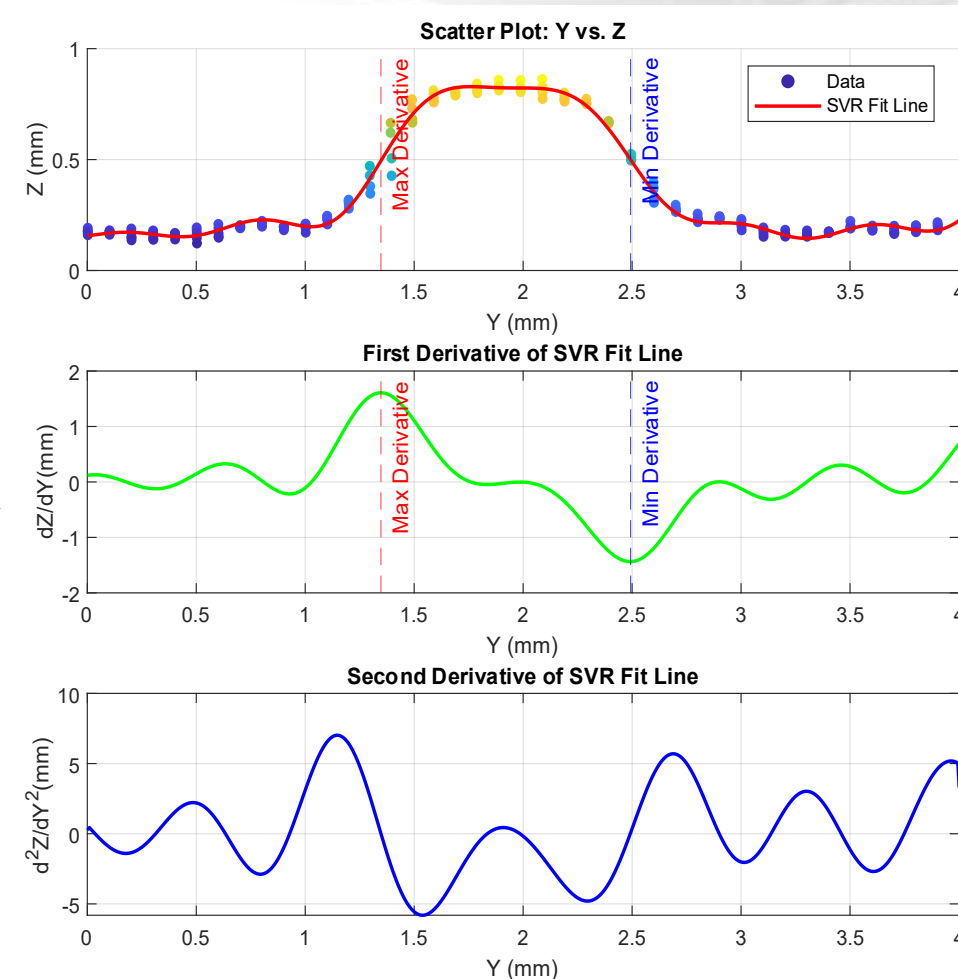 Scatter Plot: Y vs. Z
Z (mm)
1
0.5
0
Max Derivative
Min Derivative
Data
SVR Fit Line
0 0.5 1 1.5 2 2.5 3 3.5 4
Y (mm)
First Derivative of SVR Fit Line
dZ/dY(mm)
2
1
0
-1
-2
Max Derivative
Min Derivative
0 0.5 1 1.5 2 2.5 3 3.5 4
Y (mm)
Second Derivative of SVR Fit Line
d²Z/dY²(mm)
10
5
0
-5
0 0.5 1 1.5 2 2.5 3 3.5 4
Y (mm)